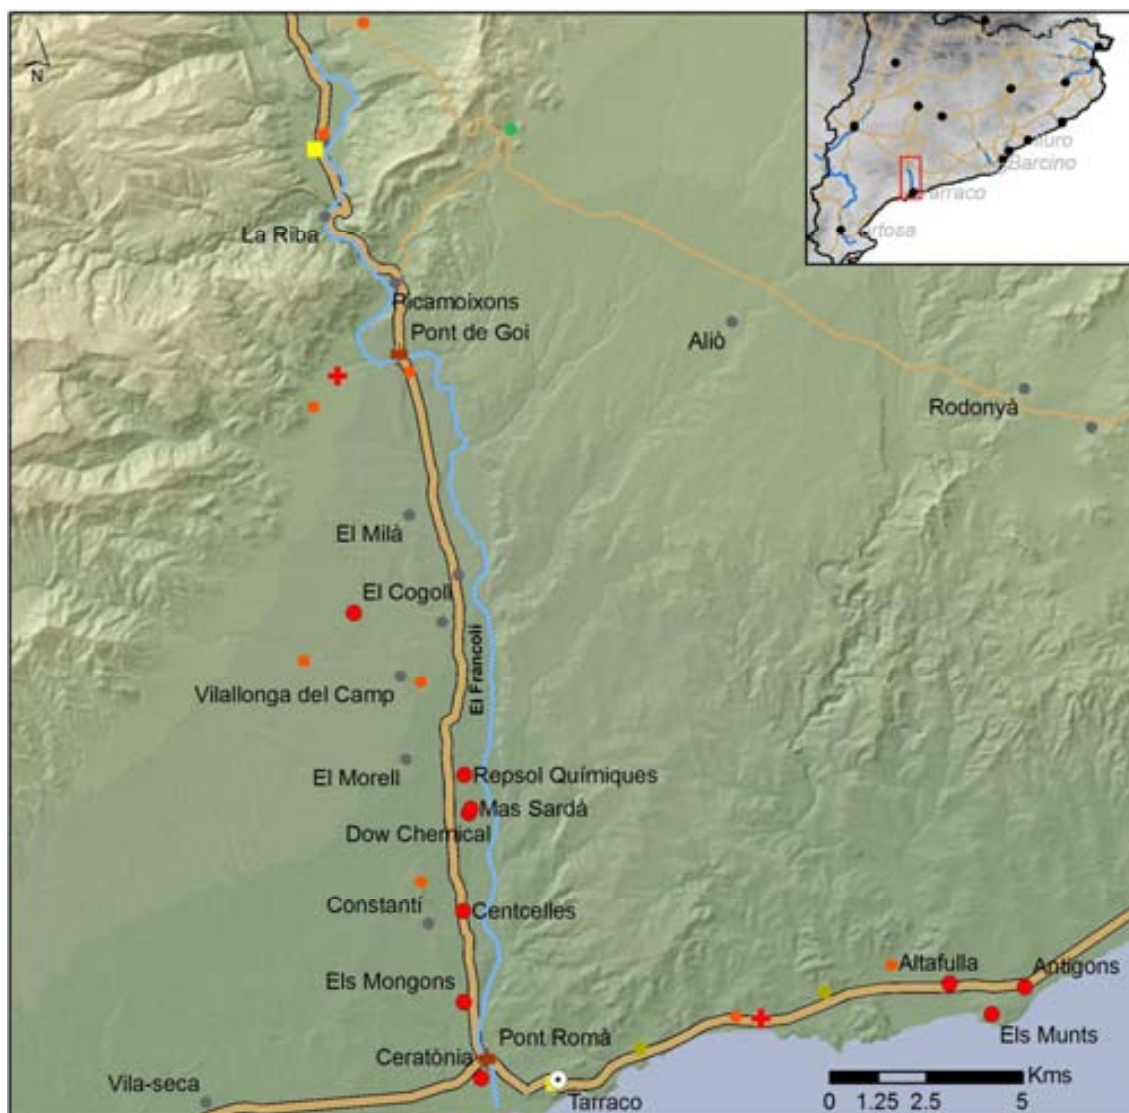 N
Barcino
La Riba
Picamoixons
Pont de Goi
Aliò
Rodonyà
El Milà
El Cogoll
El Francolí
Vilallonga del Camp
El Morell
Repsol Químiques
Mas Sardá
Dow Chemical
Constantí
Centcelles
Altafulla
Antigons
Els Mongons
Els Munts
Pont Romà
Ceratònia
Vila-seca
Tarraco
Kms
0 1.25 2.5 5